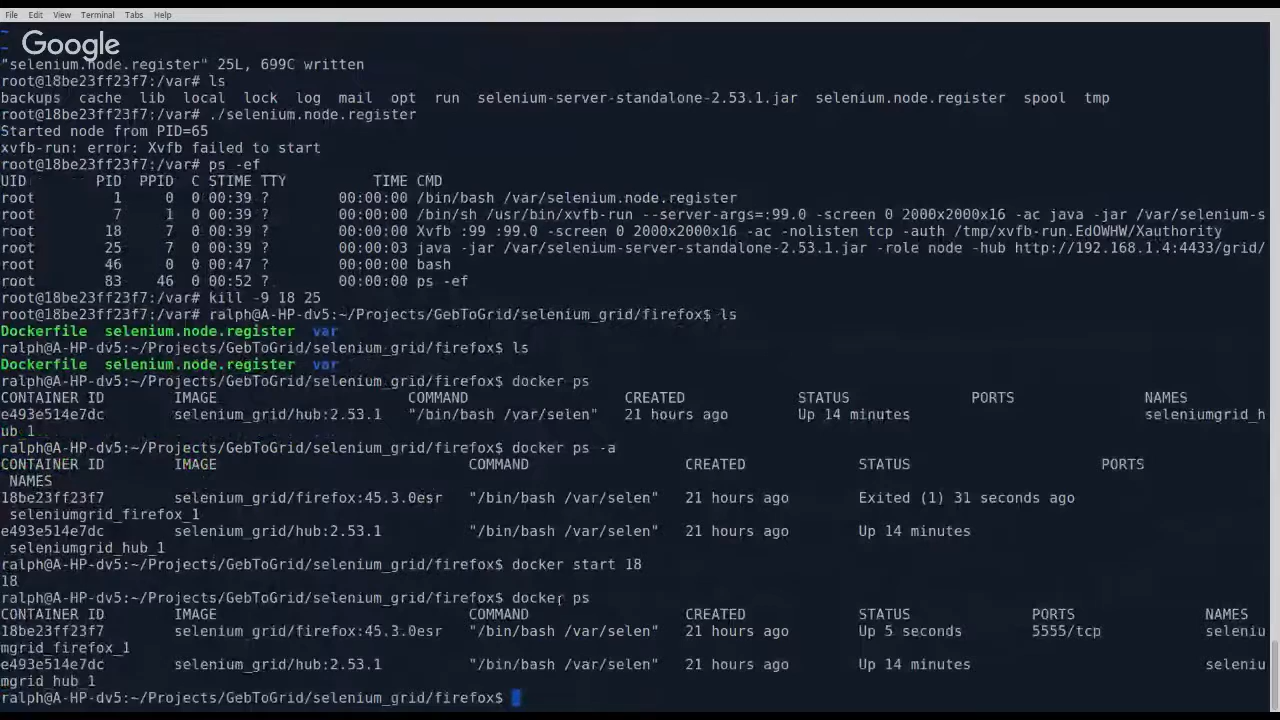 File Edit View Terminal Tabs Help
~
Google
~
"selenium.node.register" 25L, 699C written
root@18be23ff23f7:/var# ls
backups cache lib local lock log mail opt run selenium-server-standalone-2.53.1.jar selenium.node.register spool tmp
root@18be23ff23f7:/var# ./selenium.node.register
Started node from PID=65
xvfb-run: error: Xvfb failed to start
root@18be23ff23f7:/var# ps -ef
UID PID PPID C STIME TTY TIME CMD
root 1 0 0 00:39 ? 00:00:00 /bin/bash /var/selenium.node.register
root 7 1 0 00:39 ? 00:00:00 /bin/sh /usr/bin/xvfb-run --server-args=:99.0 -screen 0 2000x2000x16 -ac java -jar /var/selenium-s
root 18 7 0 00:39 ? 00:00:00 Xvfb :99 :99.0 -screen 0 2000x2000x16 -ac -nolisten tcp -auth /tmp/xvfb-run.EdOWHW/Xauthority
root 25 7 0 00:39 ? 00:00:03 java -jar /var/selenium-server-standalone-2.53.1.jar -role node -hub http://192.168.1.4:4433/grid/
root 46 0 0 00:47 ? 00:00:00 bash
root 83 46 0 00:52 ? 00:00:00 ps -ef
root@18be23ff23f7:/var# kill -9 18 25
root@18be23ff23f7:/var# ralph@A-HP-dv5:~/Projects/GebToGrid/selenium_grid/firefox$ ls
Dockerfile selenium.node.register var
ralph@A-HP-dv5:~/Projects/GebToGrid/selenium_grid/firefox$ ls
Dockerfile selenium.node.register var
ralph@A-HP-dv5:~/Projects/GebToGrid/selenium_grid/firefox$ docker ps
CONTAINER ID IMAGE COMMAND CREATED STATUS PORTS NAMES
e493e514e7dc selenium_grid/hub:2.53.1 "/bin/bash /var/selen" 21 hours ago Up 14 minutes seleniumgrid_h
ub_1
ralph@A-HP-dv5:~/Projects/GebToGrid/selenium_grid/firefox$ docker ps -a
CONTAINER ID IMAGE COMMAND CREATED STATUS PORTS
NAMES
18be23ff23f7 selenium_grid/firefox:45.3.0esr "/bin/bash /var/selen" 21 hours ago Exited (1) 31 seconds ago
seleniumgrid_firefox_1
e493e514e7dc selenium_grid/hub:2.53.1 "/bin/bash /var/selen" 21 hours ago Up 14 minutes
seleniumgrid_hub_1
ralph@A-HP-dv5:~/Projects/GebToGrid/selenium_grid/firefox$ docker start 18
18
ralph@A-HP-dv5:~/Projects/GebToGrid/selenium_grid/firefox$ docker ps
CONTAINER ID IMAGE COMMAND CREATED STATUS PORTS NAMES
18be23ff23f7 selenium_grid/firefox:45.3.0esr "/bin/bash /var/selen" 21 hours ago Up 5 seconds 5555/tcp seleniu
mgrid_firefox_1
e493e514e7dc selenium_grid/hub:2.53.1 "/bin/bash /var/selen" 21 hours ago Up 14 minutes seleniu
mgrid_hub_1
ralph@A-HP-dv5:~/Projects/GebToGrid/selenium_grid/firefox$